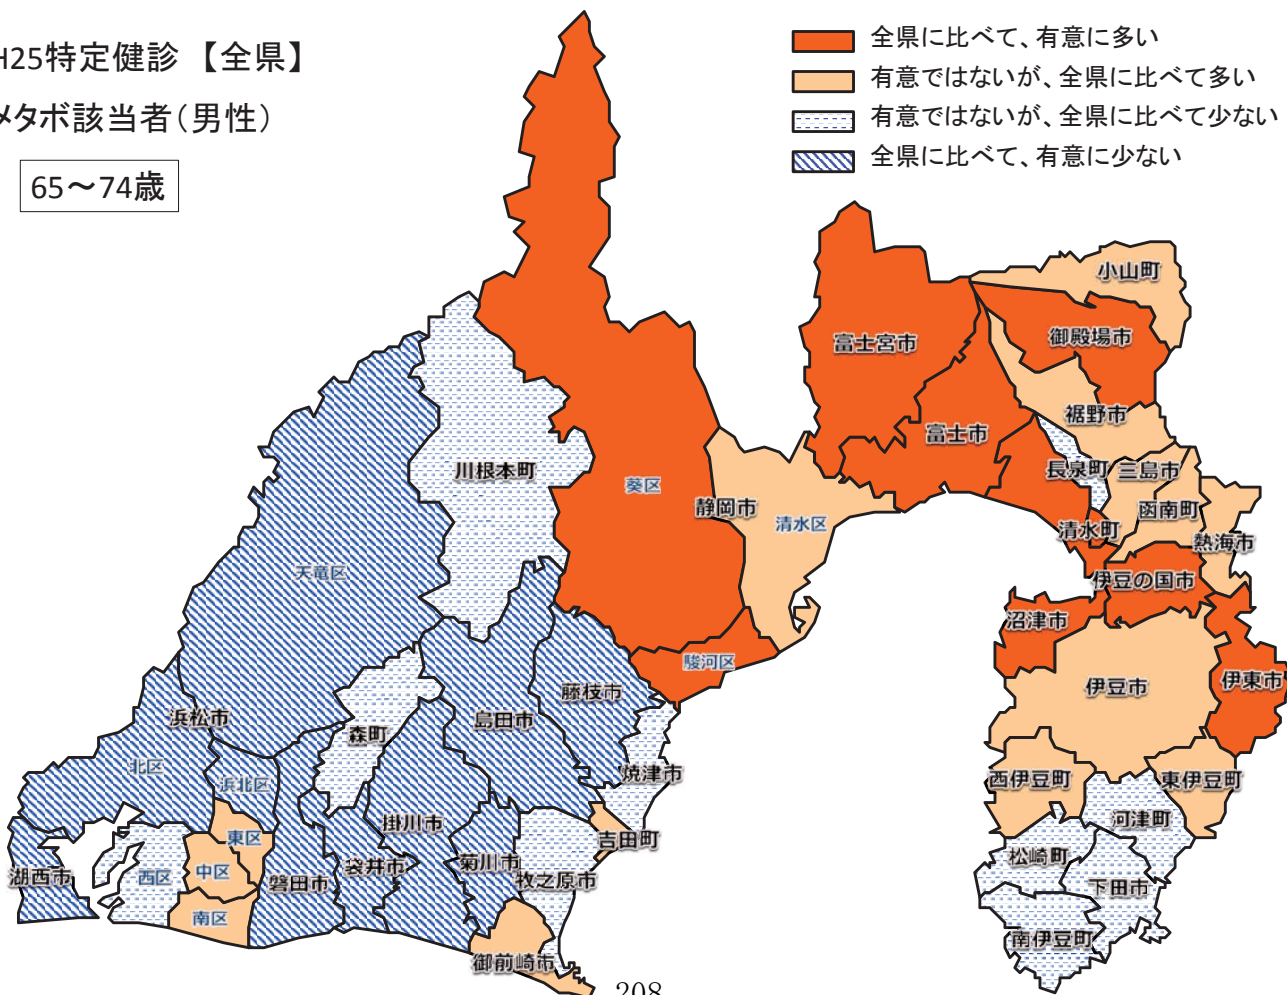 H25特定健診 【全県】
メタボ該当者（男性）
65～74歳
全県に比べて、有意に多い
有意ではないが、全県に比べて多い
有意ではないが、全県に比べて少ない
全県に比べて、有意に少ない
小山町
御殿場市
富士宮市
裾野市
富士市
長泉町
三島市
川根本町
葵区
静岡市
清水区
函南町
清水町
熱海市
伊豆の国市
天竜区
沼津市
駿河区
伊豆市
伊東市
藤枝市
浜松市
島田市
森町
北区
浜北区
焼津市
西伊豆町
東伊豆町
河津町
掛川市
東区
吉田町
松崎町
湖西市
西区
中区
磐田市
袋井市
菊川市
牧之原市
下田市
南区
南伊豆町
御前崎市
208